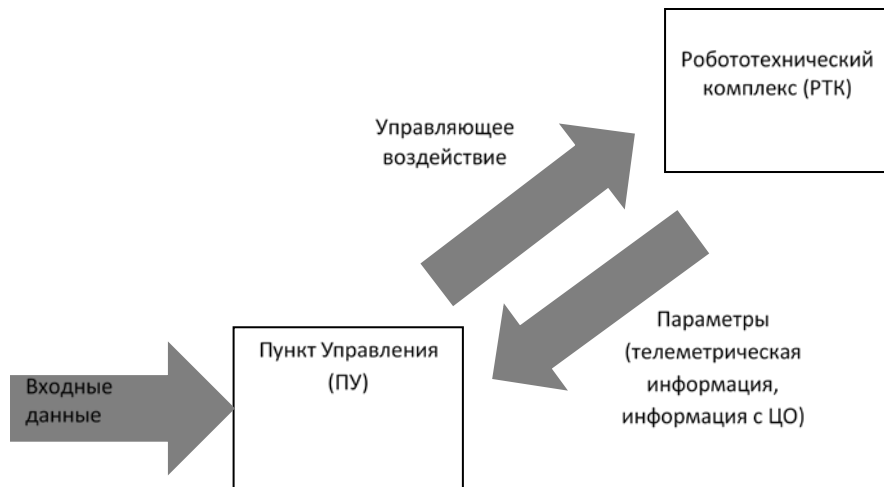 Робототехнический
комплекс (РТК)
Управляющее
воздействие
Пункт Управления
(ПУ)
Параметры
(телеметрическая
информация,
информация с ЦО)
Входные
данные